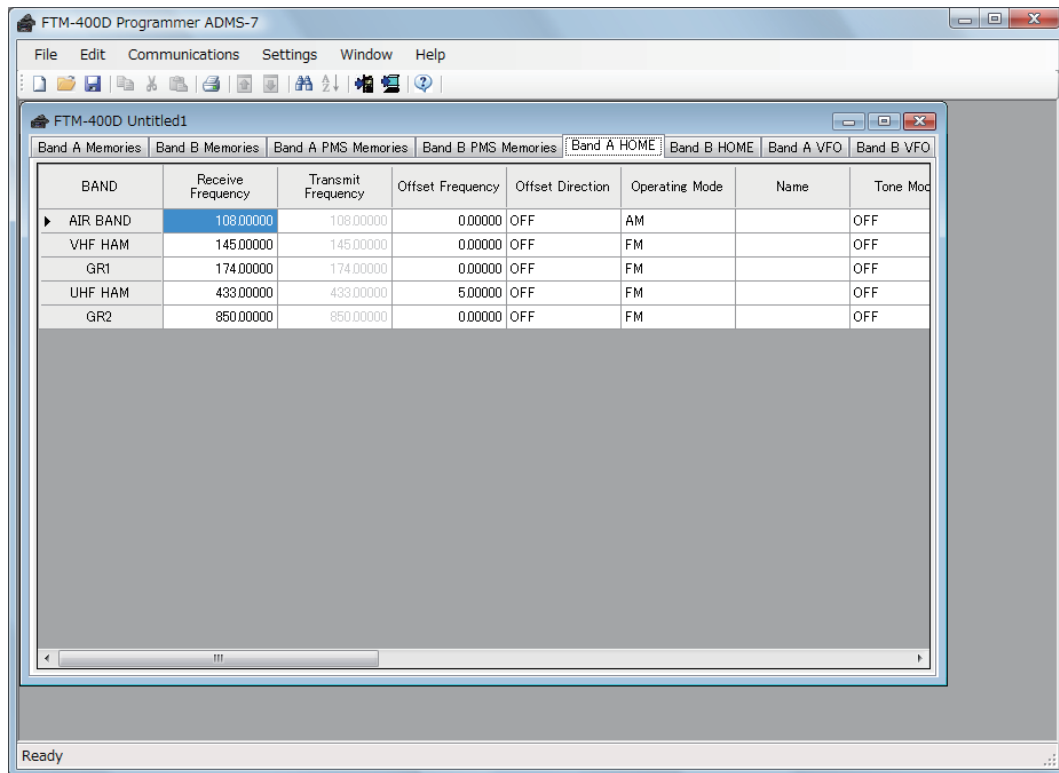 FTM-400D Programmer ADMS-7
File Edit Communications Settings Window Help
FTM-400D Untitled1
Band A Memories Band B Memories Band A PMS Memories Band B PMS Memories Band A HOME Band B HOME Band A VFO Band B VFO
BAND Receive Frequency Transmit Frequency Offset Frequency Offset Direction Operating Mode Name Tone Mod
AIR BAND 108.00000 108.00000 0.00000 OFF AM OFF
VHF HAM 145.00000 145.00000 0.00000 OFF FM OFF
GR1 174.00000 174.00000 0.00000 OFF FM OFF
UHF HAM 433.00000 433.00000 5.00000 OFF FM OFF
GR2 850.00000 850.00000 0.00000 OFF FM OFF
Ready